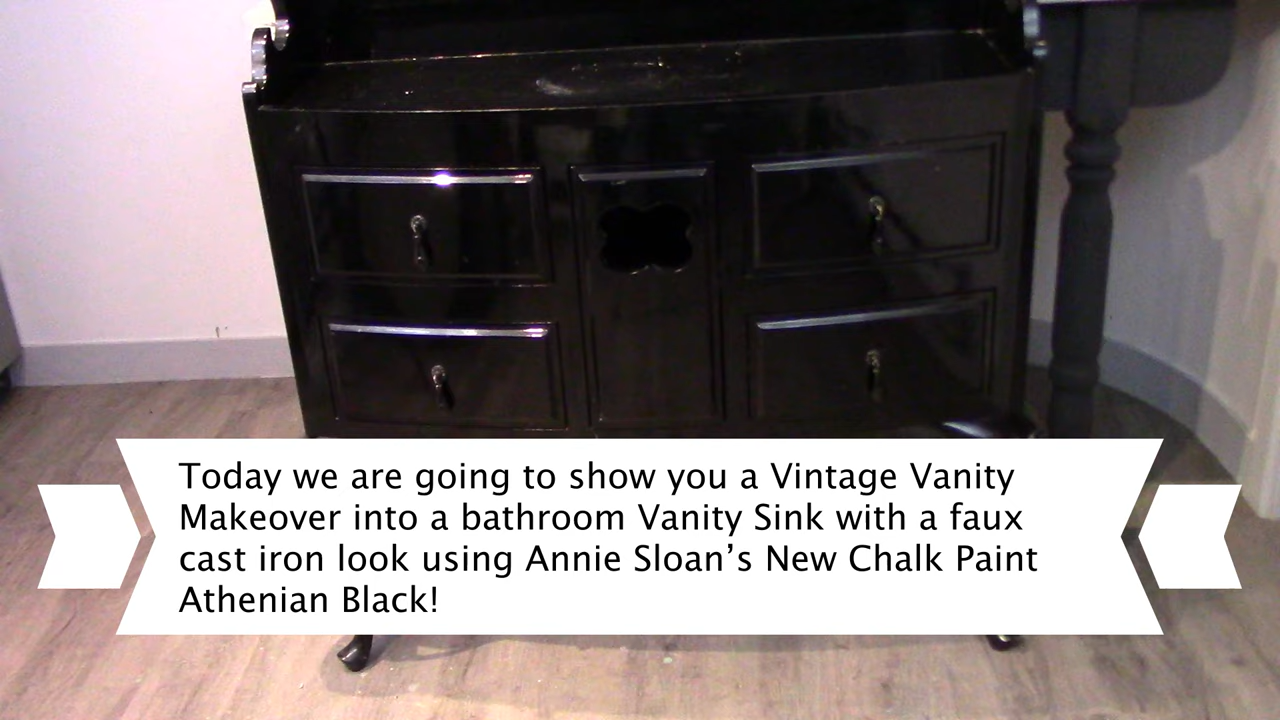 Today we are going to show you a Vintage Vanity
Makeover into a bathroom Vanity Sink with a faux
cast iron look using Annie Sloan’s New Chalk Paint
Athenian Black!